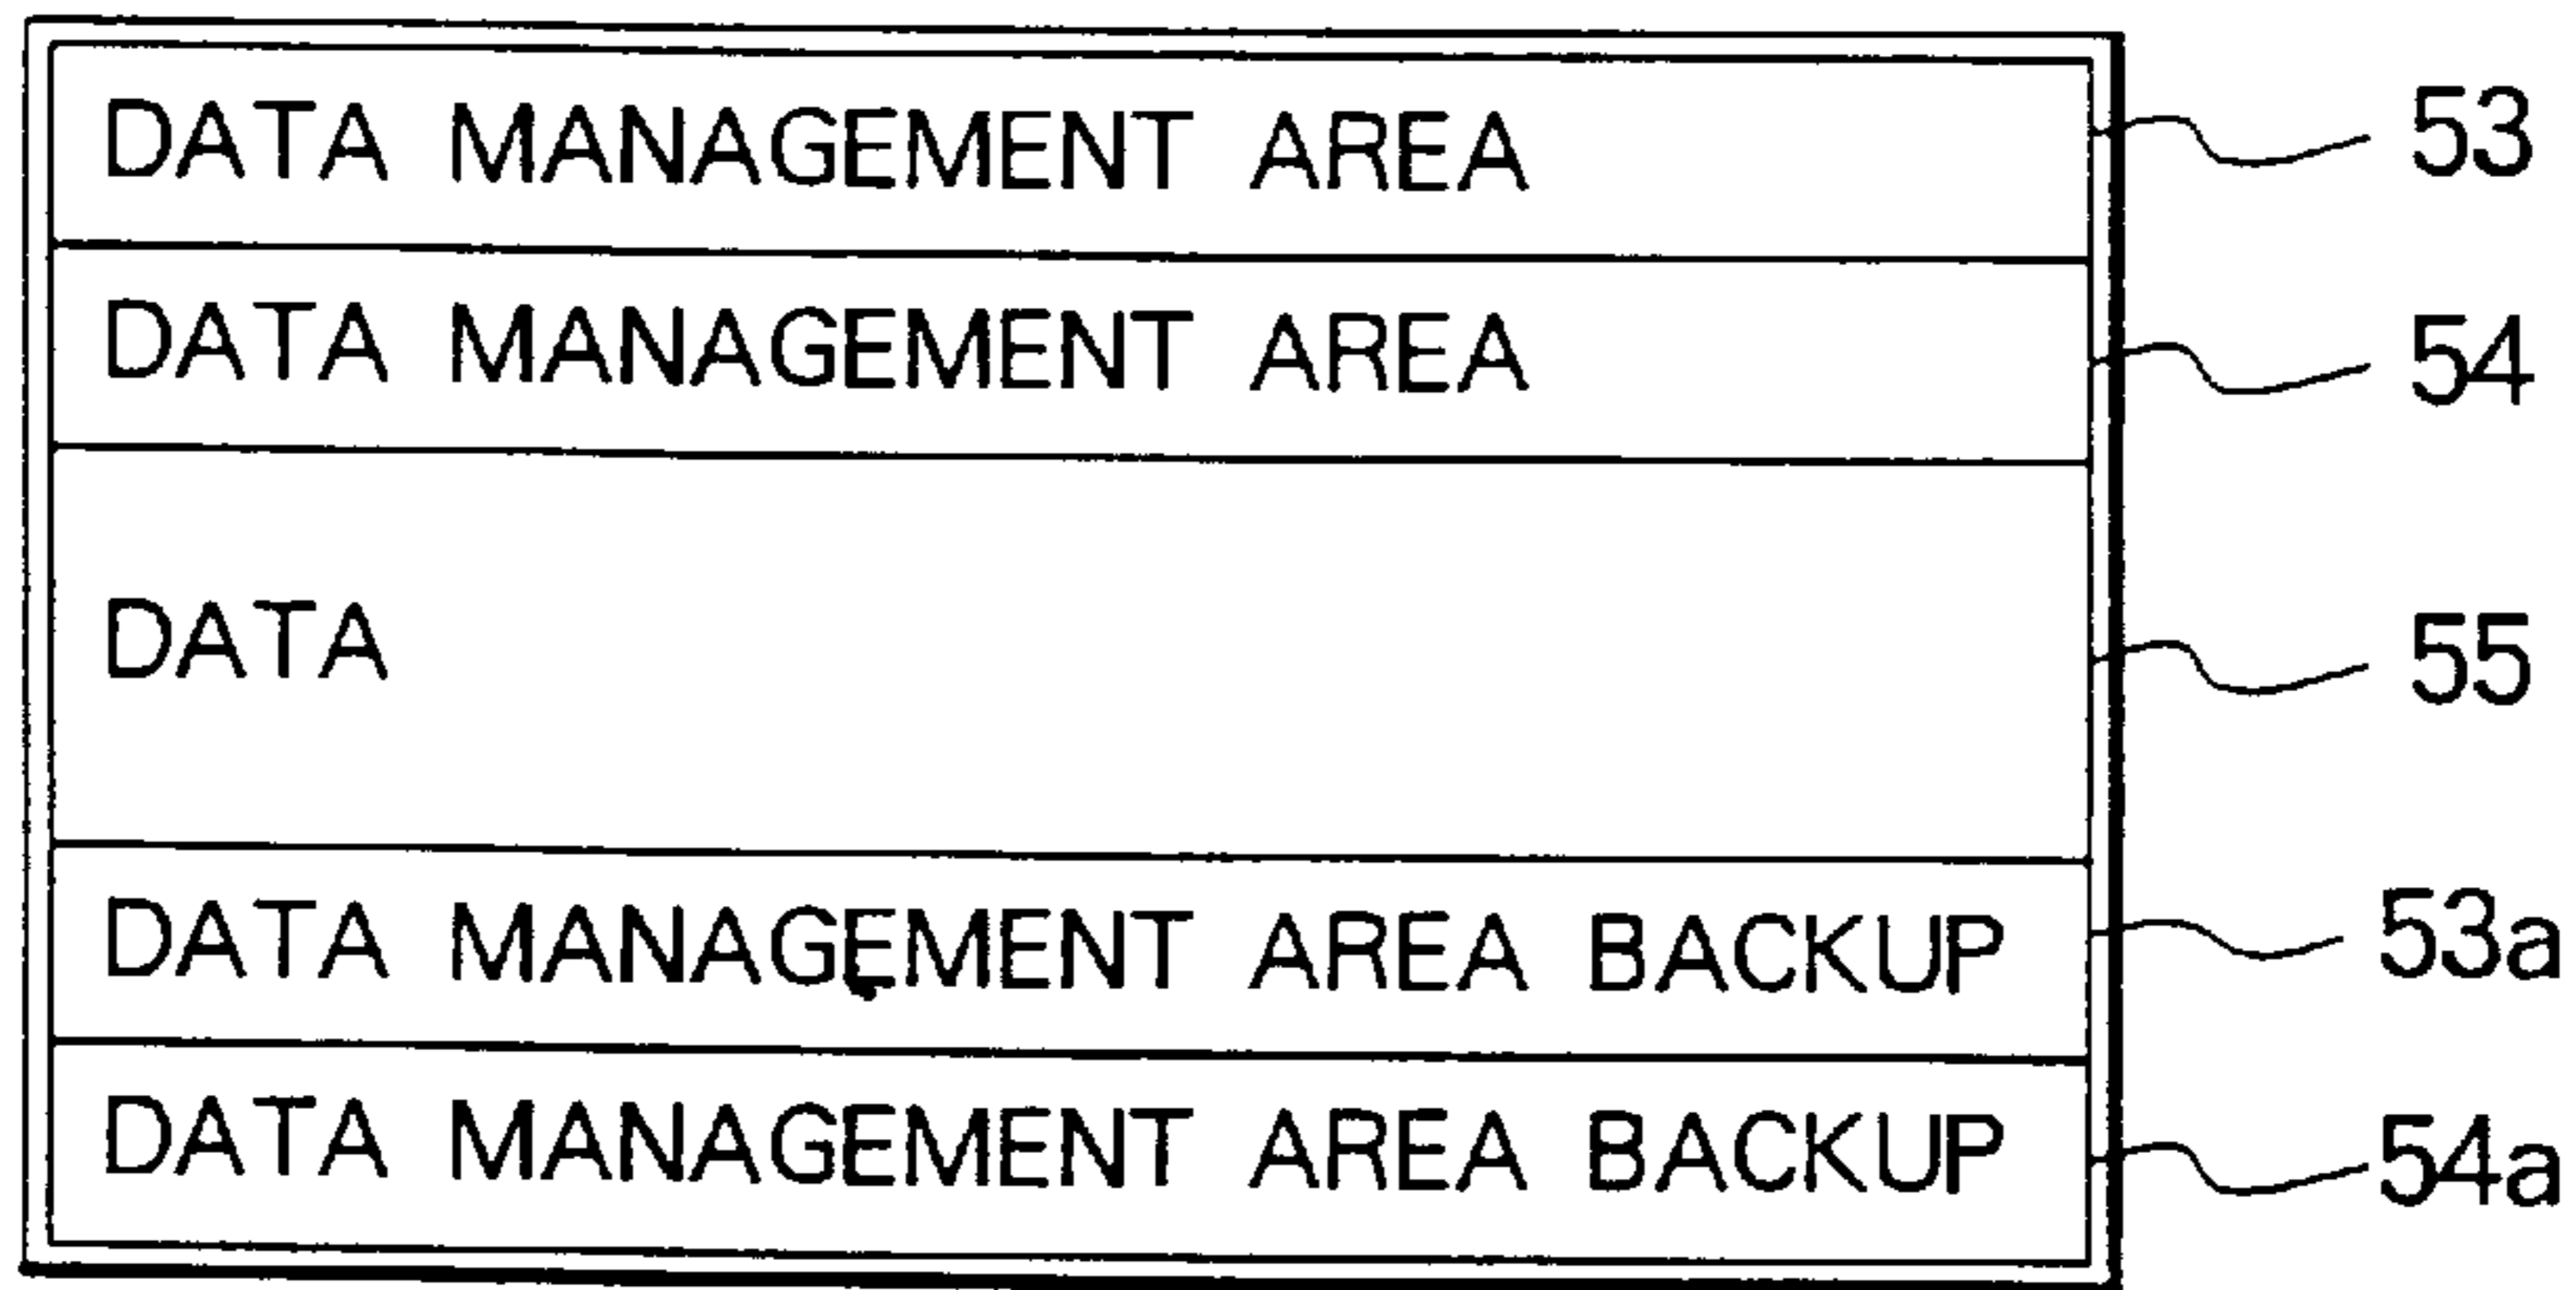 DATA MANAGEMENT AREA 53
DATA MANAGEMENT AREA 54
DATA 55
DATA MANAGEMENT AREA BACKUP 53a
DATA MANAGEMENT AREA BACKUP 54a